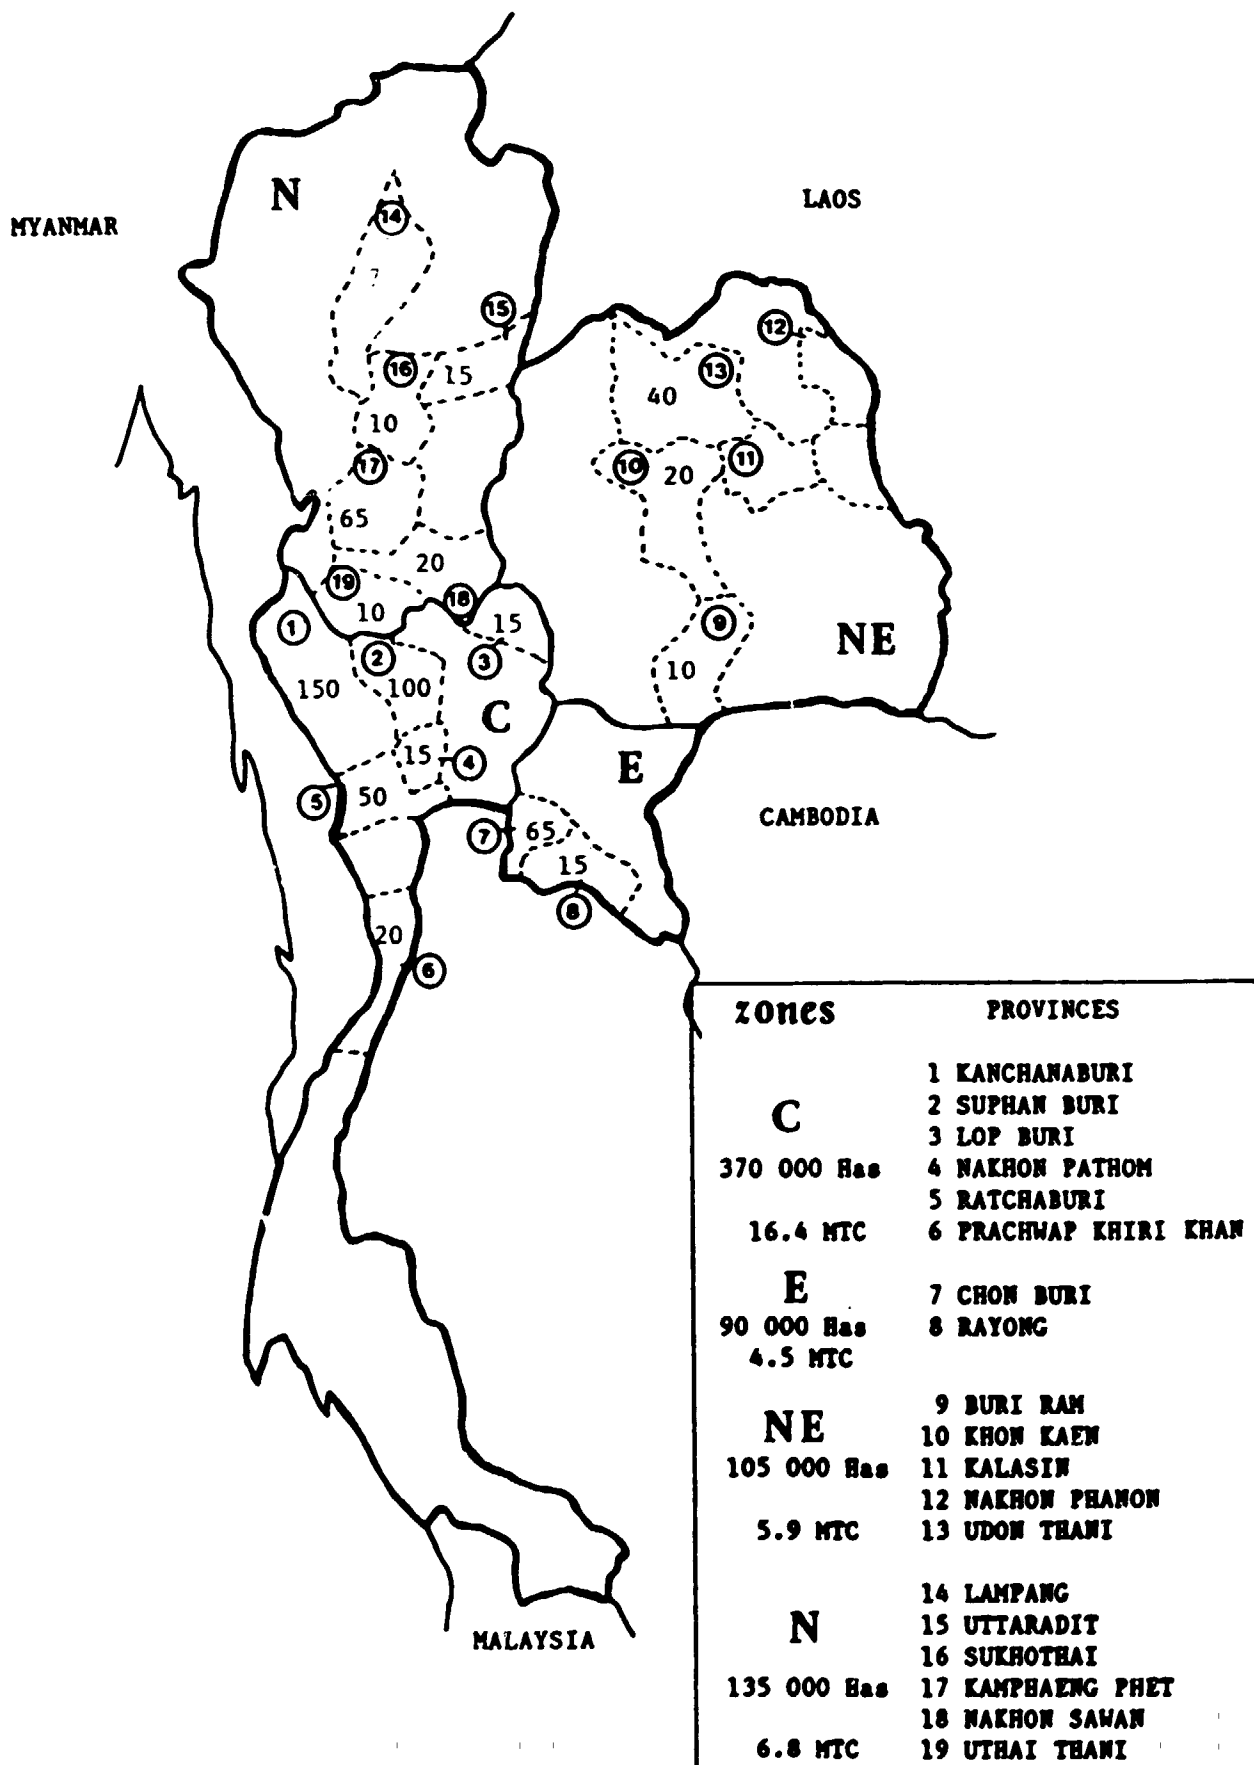 N
LAOS
MYANMAR
14
7
15
12
16
15
13
40
10
17
10
20
11
65
20
19
18
10
15
1
9
2
3
NE
10
150
100
C
15
4
E
5
50
CAMBODIA
7
65
15
8
20
6
zones PROVINCES
1 KANCHANABURI
C 2 SUPHAN BURI
3 LOP BURI
370 000 Has 4 NAKHON PATHOM
5 RATCHABURI
16.4 MTC 6 PRACHWAP KHIRI KHAN
E 7 CHON BURI
90 000 Has 8 RAYONG
4.5 MTC
9 BURI RAM
NE 10 KHON KAEN
105 000 Has 11 KALASIN
12 NAKHON PHANON
5.9 MTC 13 UDON THANI
14 LAMPANG
N 15 UTTARADIT
16 SUKHOTHAI
135 000 Has 17 KAMPHAENG PHET
18 NAKHON SAWAN
6.8 MTC 19 UTHAI THANI
MALAYSIA